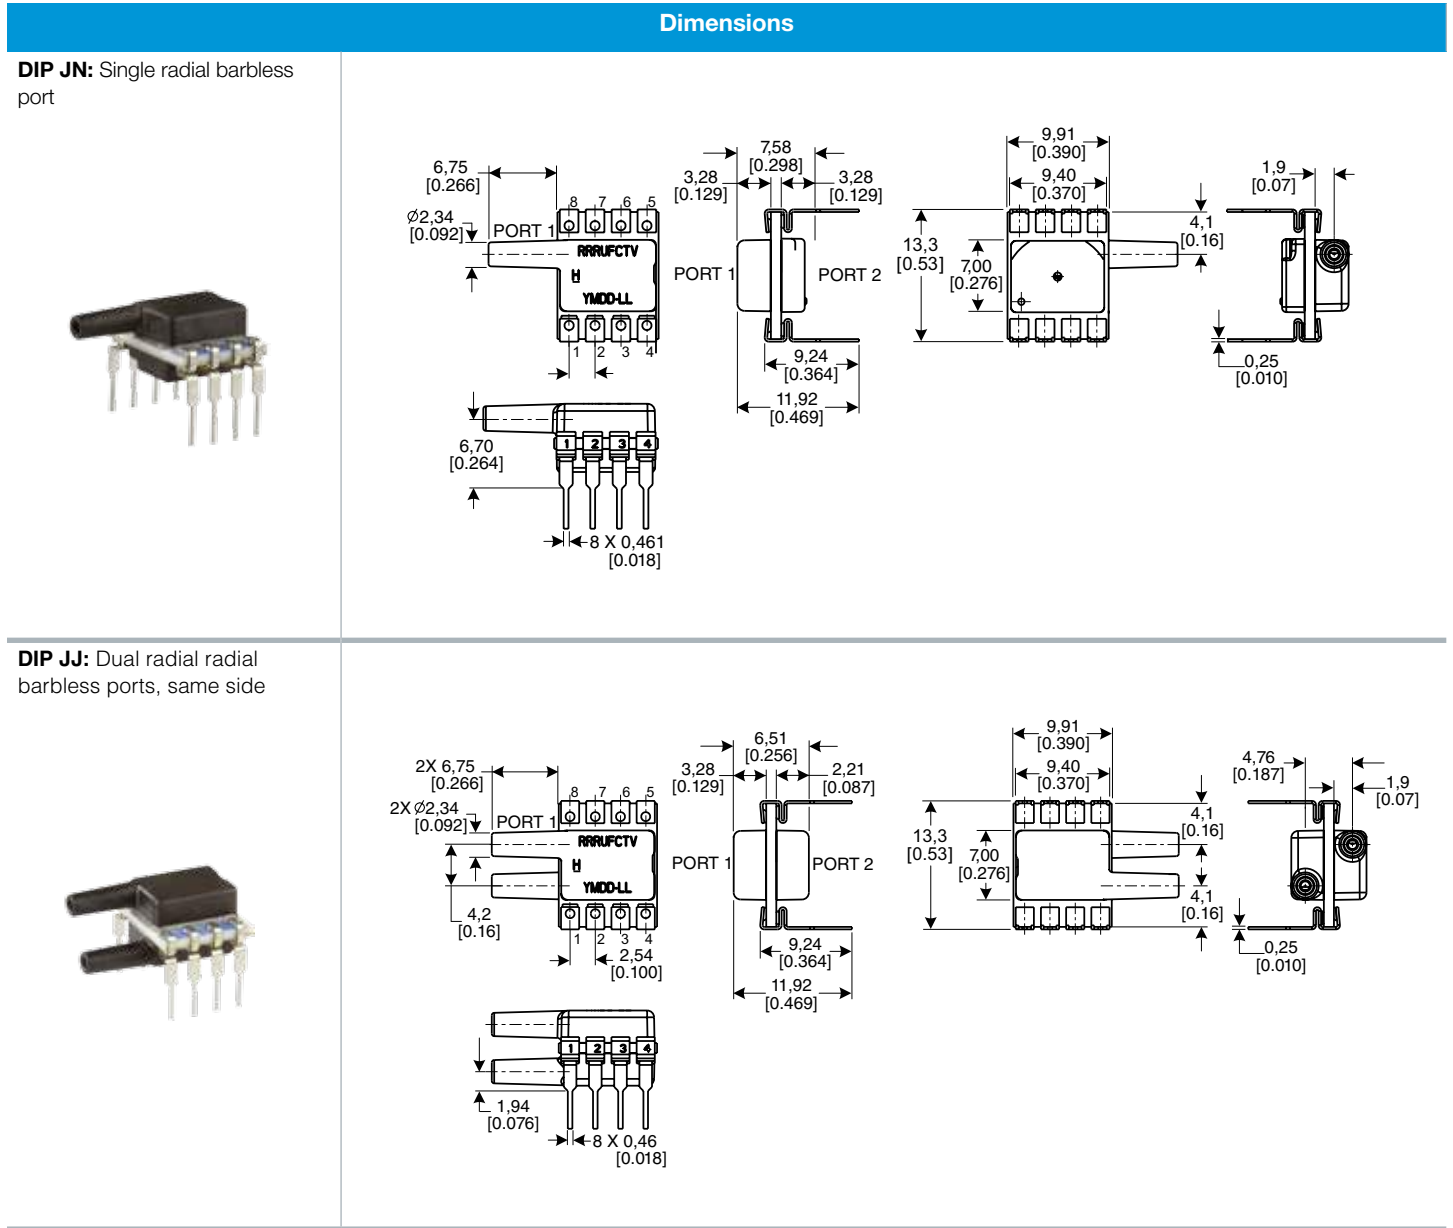 Dimensions
DIP JN: Single radial barbless
port
7,58
[0.298]
9,91
[0.390]
6,75
[0.266]
3,28
[0.129]
3,28
[0.129]
9,40
[0.370]
1,9
[0.07]
8 7 6 5
Ø2,34
[0.092]
PORT 1
RRRUFCTV
H
YMDD-LL
1 2 3 4
PORT 1
PORT 2
13,3
[0.53]
7,00
[0.276]
4,1
[0.16]
9,24
[0.364]
11,92
[0.469]
0,25
[0.010]
6,70
[0.264]
1 2 3 4
8 X 0,461
[0.018]
DIP JJ: Dual radial radial
barbless ports, same side
6,51
[0.256]
9,91
[0.390]
2X 6,75
[0.266]
3,28
[0.129]
2,21
[0.087]
9,40
[0.370]
4,76
[0.187]
1,9
[0.07]
8 7 6 5
2X Ø2,34
[0.092]
PORT 1
RRRUFCTV
H
YMDD-LL
4,2
[0.16]
1 2 3 4
2,54
[0.100]
PORT 1
PORT 2
13,3
[0.53]
7,00
[0.276]
4,1
[0.16]
4,1
[0.16]
9,24
[0.364]
11,92
[0.469]
0,25
[0.010]
1 2 3 4
1,94
[0.076]
8 X 0,46
[0.018]